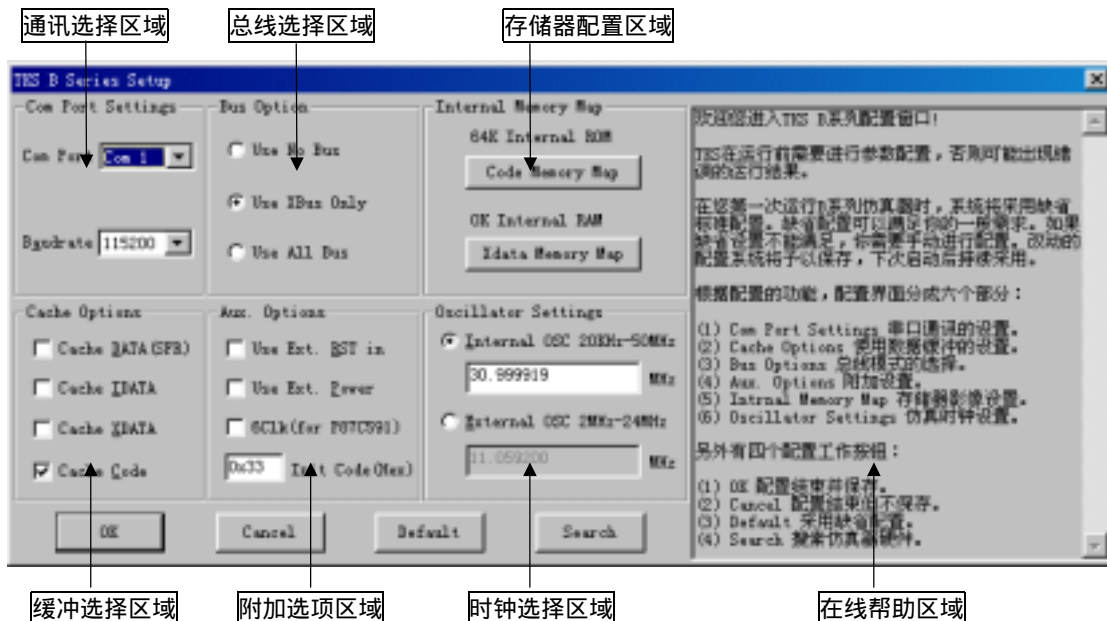 通讯选择区域
总线选择区域
存储器配置区域
TKS B Series Setup
Com Port Settings
Com Port
Com 1
Baudrate
115200
Bus Option
Use No Bus
Use XBus Only
Use All Bus
Internal Memory Map
64K Internal ROM
Code Memory Map
0K Internal RAM
Xdata Memory Map
Cache Options
Cache DATA(SFR)
Cache IDATA
Cache XDATA
Cache Code
Aux. Options
Use Ext. RST in
Use Ext. Power
6Clk(for P87C591)
0x33
Inst Code(Hex)
Oscillator Settings
Internal OSC 20KHz-50MHz
30.999919
MHz
External OSC 2MHz-24MHz
11.059200
MHz
OK
Cancel
Default
Search
欢迎您进入TKS B系列配置窗口!
TKS在运行前需要进行参数配置，否则可能出现错
误的运行结果。
在您第一次运行B系列仿真器时，系统将采用缺省
标准配置。缺省配置可以满足你的一般需求。如果
缺省设置不能满足，你需要手动进行配置。改动的
配置系统将予以保存，下次启动后持续采用。
根据配置的功能，配置界面分成六个部分：
(1) Com Port Settings 串口通讯的设置。
(2) Cache Options 使用数据缓冲的设置。
(3) Bus Options 总线模式的选择。
(4) Aux. Options 附加设置。
(5) Intrnal Memory Map 存储器影像设置。
(6) Oscillator Settings 仿真时钟设置。
另外有四个配置工作按钮：
(1) OK 配置结束并保存。
(2) Cancel 配置结束但不保存。
(3) Default 采用缺省配置。
(4) Search 搜索仿真器硬件。
缓冲选择区域
附加选项区域
时钟选择区域
在线帮助区域